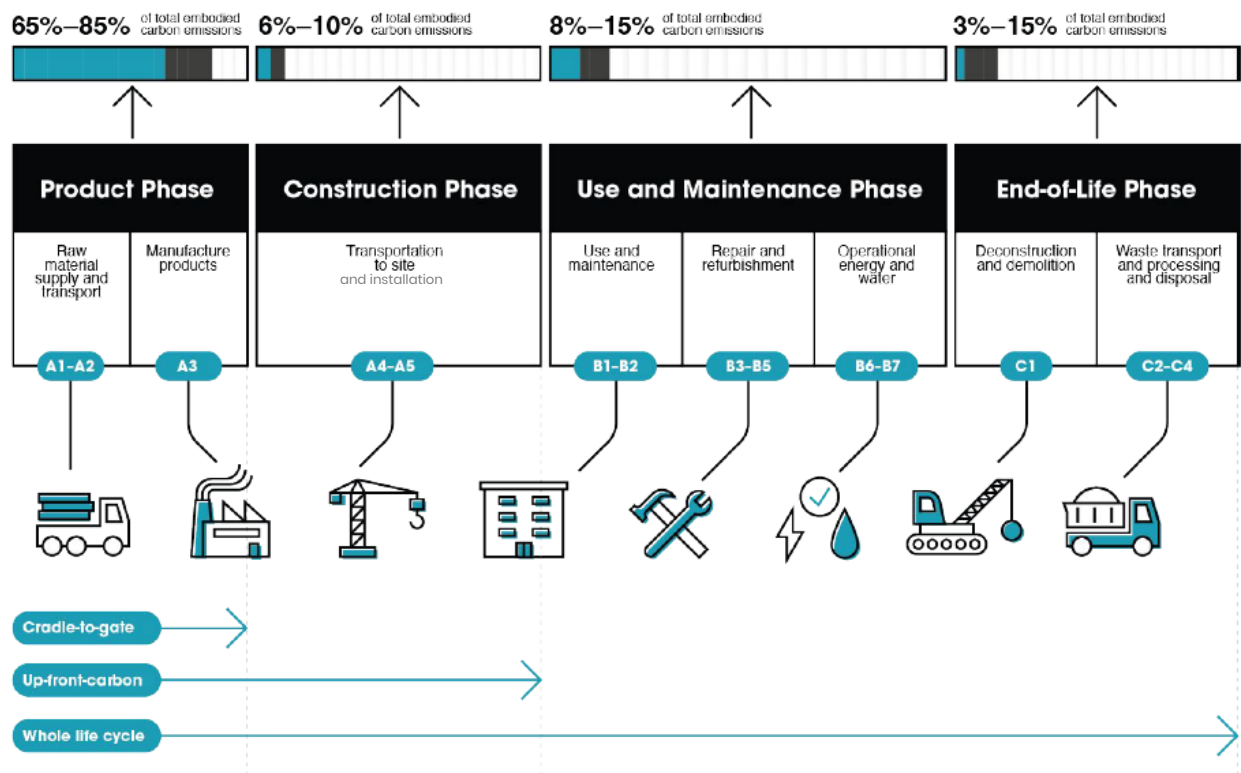 65%–85% of total embodied
carbon emissions
6%–10% of total embodied
carbon emissions
8%–15% of total embodied
carbon emissions
3%–15% of total embodied
carbon emissions
Product Phase
Construction Phase
Use and Maintenance Phase
End-of-Life Phase
Raw
material
supply and
transport
Manufacture
products
Transportation
to site
and installation
Use and
maintenance
Repair and
refurbishment
Operational
energy and
water
Deconstruction
and demolition
Waste transport
and processing
and disposal
A1–A2
A3
A4–A5
B1–B2
B3–B5
B6–B7
C1
C2–C4
Cradle-to-gate
Up-front-carbon
Whole life cycle